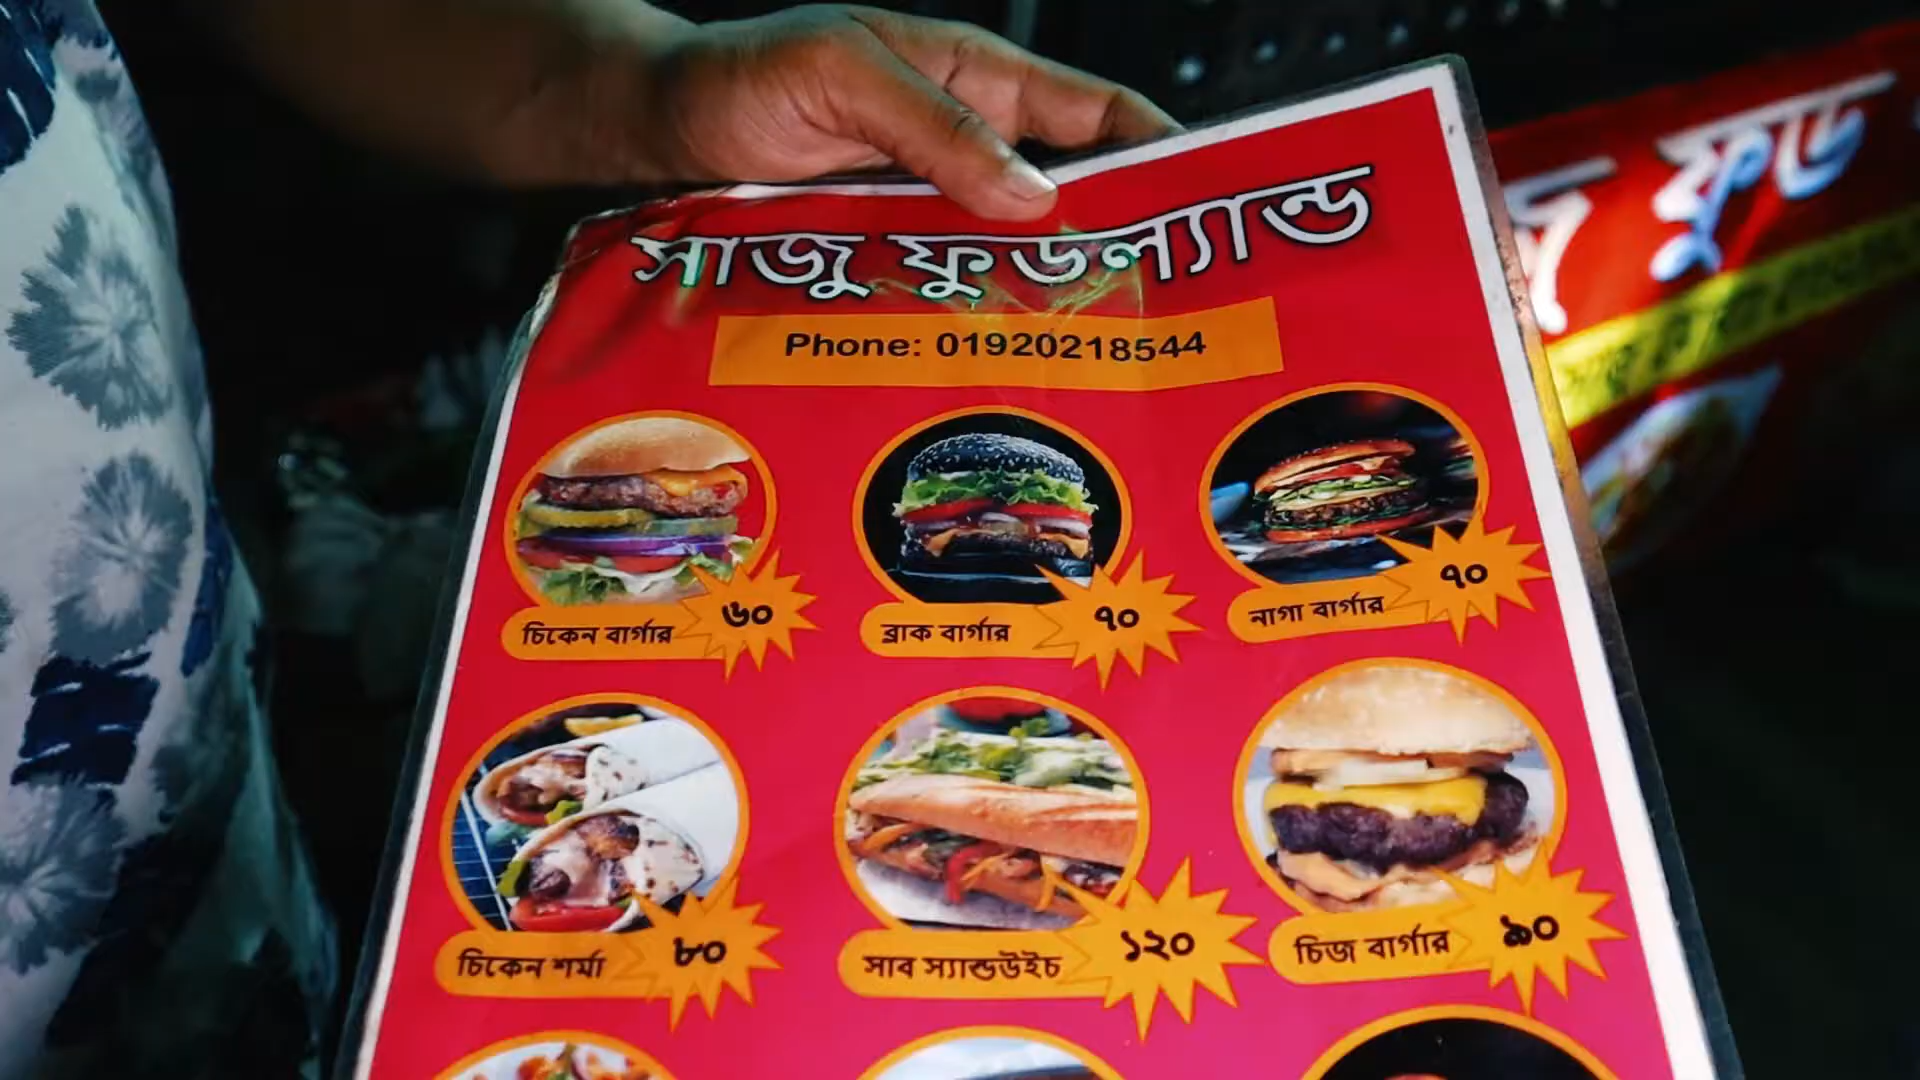 সাজু ফুডল্যান্ড
Phone: 01920218544
চিকেন বার্গার ৬০
ব্লাক বার্গার ৭০
নাগা বার্গার ৭০
চিকেন শর্মা ৮০
সাব স্যান্ডউইচ ১২০
চিজ বার্গার ৯০
ফুড